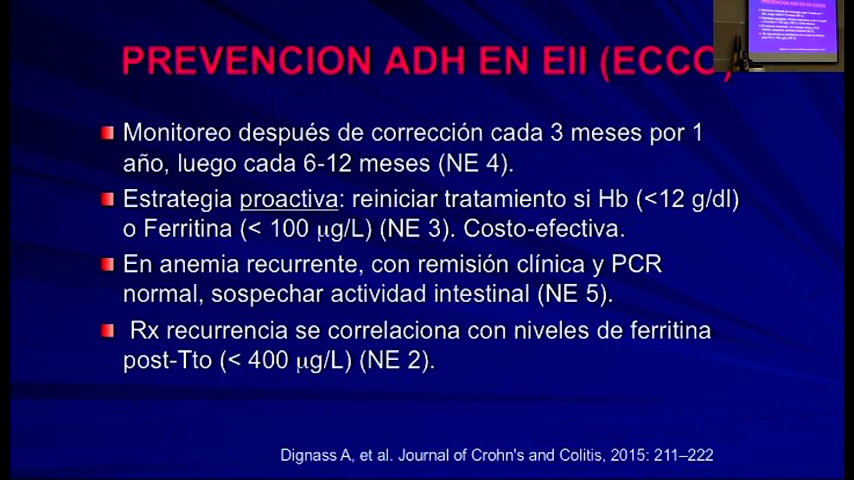 PREVENCION ADH EN EII (ECCO)
Monitoreo después de corrección cada 3 meses por 1
año, luego cada 6-12 meses (NE 4).
Estrategia proactiva: reiniciar tratamiento si Hb (<12 g/dl)
o Ferritina (< 100 µg/L) (NE 3). Costo-efectiva.
En anemia recurrente, con remisión clínica y PCR
normal, sospechar actividad intestinal (NE 5).
Rx recurrencia se correlaciona con niveles de ferritina
post-Tto (< 400 µg/L) (NE 2).
Dignass A, et al. Journal of Crohn's and Colitis, 2015: 211–222